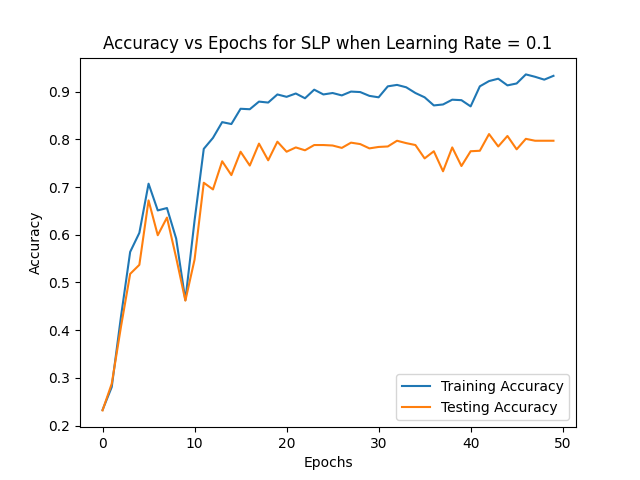 Accuracy vs Epochs for SLP when Learning Rate = 0.1
Accuracy
0.9
0.8
0.7
0.6
0.5
0.4
0.3
0.2
0 10 20 30 40 50
Epochs
Training Accuracy
Testing Accuracy